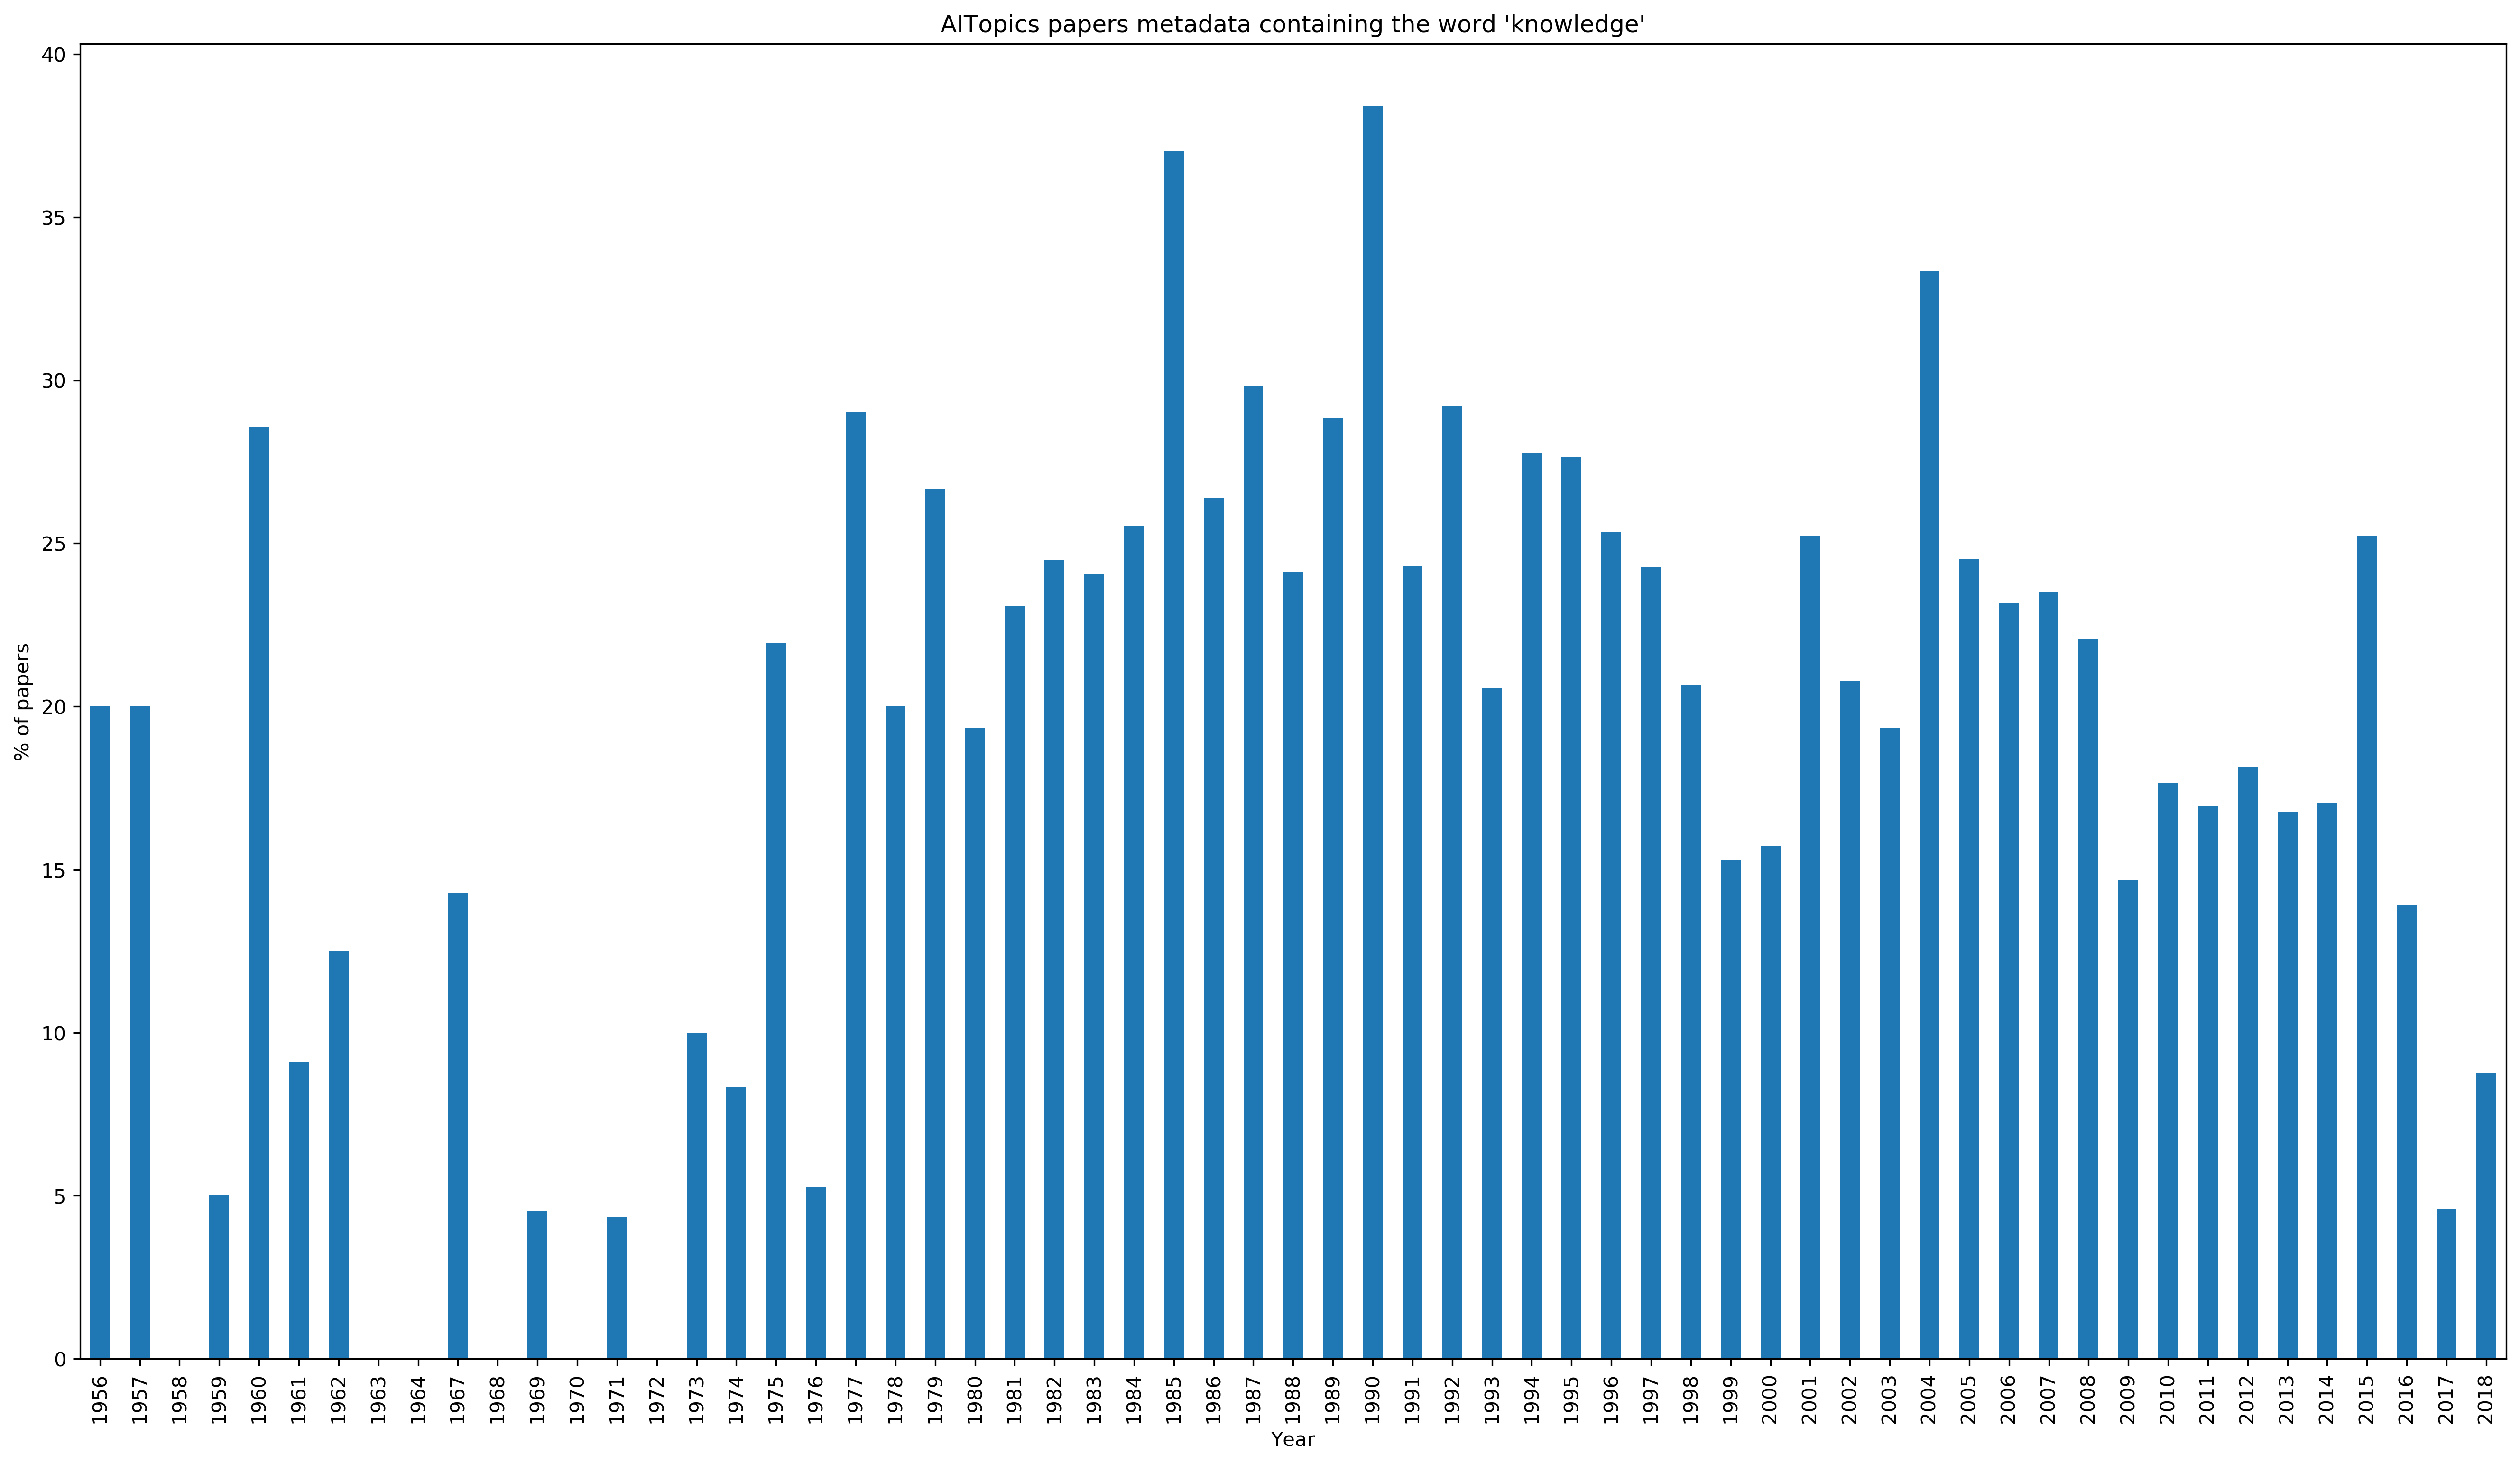 AITopics papers metadata containing the word 'knowledge'
40
35
30
25
20
15
10
5
0
% of papers
1956 1957 1958 1959 1960 1961 1962 1963 1964 1967 1968 1969 1970 1971 1972 1973 1974 1975 1976 1977 1978 1979 1980 1981 1982 1983 1984 1985 1986 1987 1988 1989 1990 1991 1992 1993 1994 1995 1996 1997 1998 1999 2000 2001 2002 2003 2004 2005 2006 2007 2008 2009 2010 2011 2012 2013 2014 2015 2016 2017 2018
Year